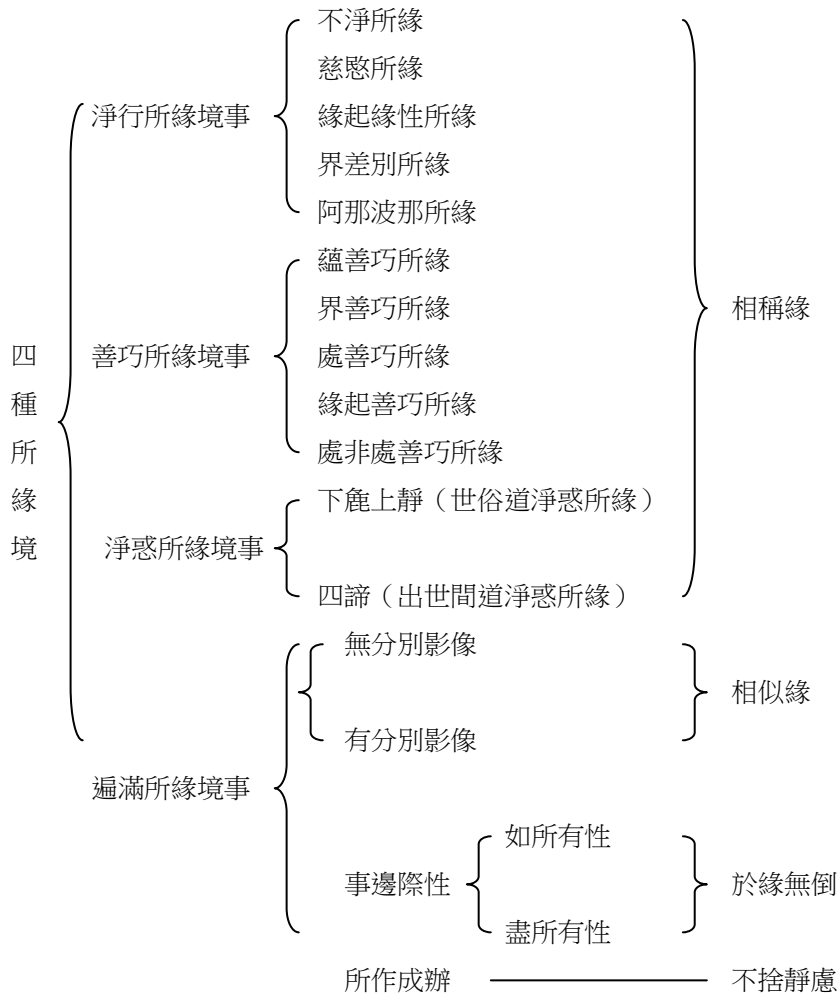 四種所緣境
淨行所緣境事
不淨所緣
慈愍所緣
緣起緣性所緣
界差別所緣
阿那波那所緣
善巧所緣境事
蘊善巧所緣
界善巧所緣
處善巧所緣
緣起善巧所緣
處非處善巧所緣
淨惑所緣境事
下麁上靜（世俗道淨惑所緣）
四諦（出世間道淨惑所緣）
相稱緣
遍滿所緣境事
無分別影像
有分別影像
相似緣
事邊際性
如所有性
盡所有性
於緣無倒
所作成辦
不捨靜慮